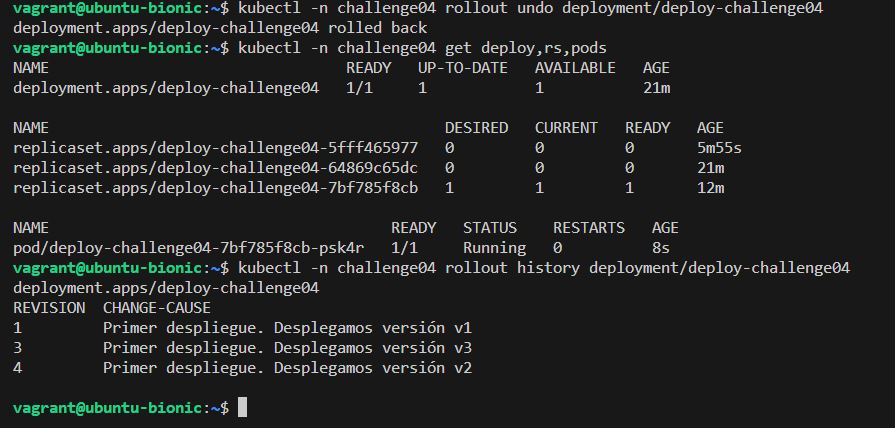 vagrant@ubuntu-bionic:~$ kubectl -n challenge04 rollout undo deployment/deploy-challenge04
deployment.apps/deploy-challenge04 rolled back
vagrant@ubuntu-bionic:~$ kubectl -n challenge04 get deploy,rs,pods
NAME READY UP-TO-DATE AVAILABLE AGE
deployment.apps/deploy-challenge04 1/1 1 1 21m
NAME DESIRED CURRENT READY AGE
replicaset.apps/deploy-challenge04-5fff465977 0 0 0 5m55s
replicaset.apps/deploy-challenge04-64869c65dc 0 0 0 21m
replicaset.apps/deploy-challenge04-7bf785f8cb 1 1 1 12m
NAME READY STATUS RESTARTS AGE
pod/deploy-challenge04-7bf785f8cb-psk4r 1/1 Running 0 8s
vagrant@ubuntu-bionic:~$ kubectl -n challenge04 rollout history deployment/deploy-challenge04
deployment.apps/deploy-challenge04
REVISION CHANGE-CAUSE
1 Primer despliegue. Desplegamos versión v1
3 Primer despliegue. Desplegamos versión v3
4 Primer despliegue. Desplegamos versión v2
vagrant@ubuntu-bionic:~$